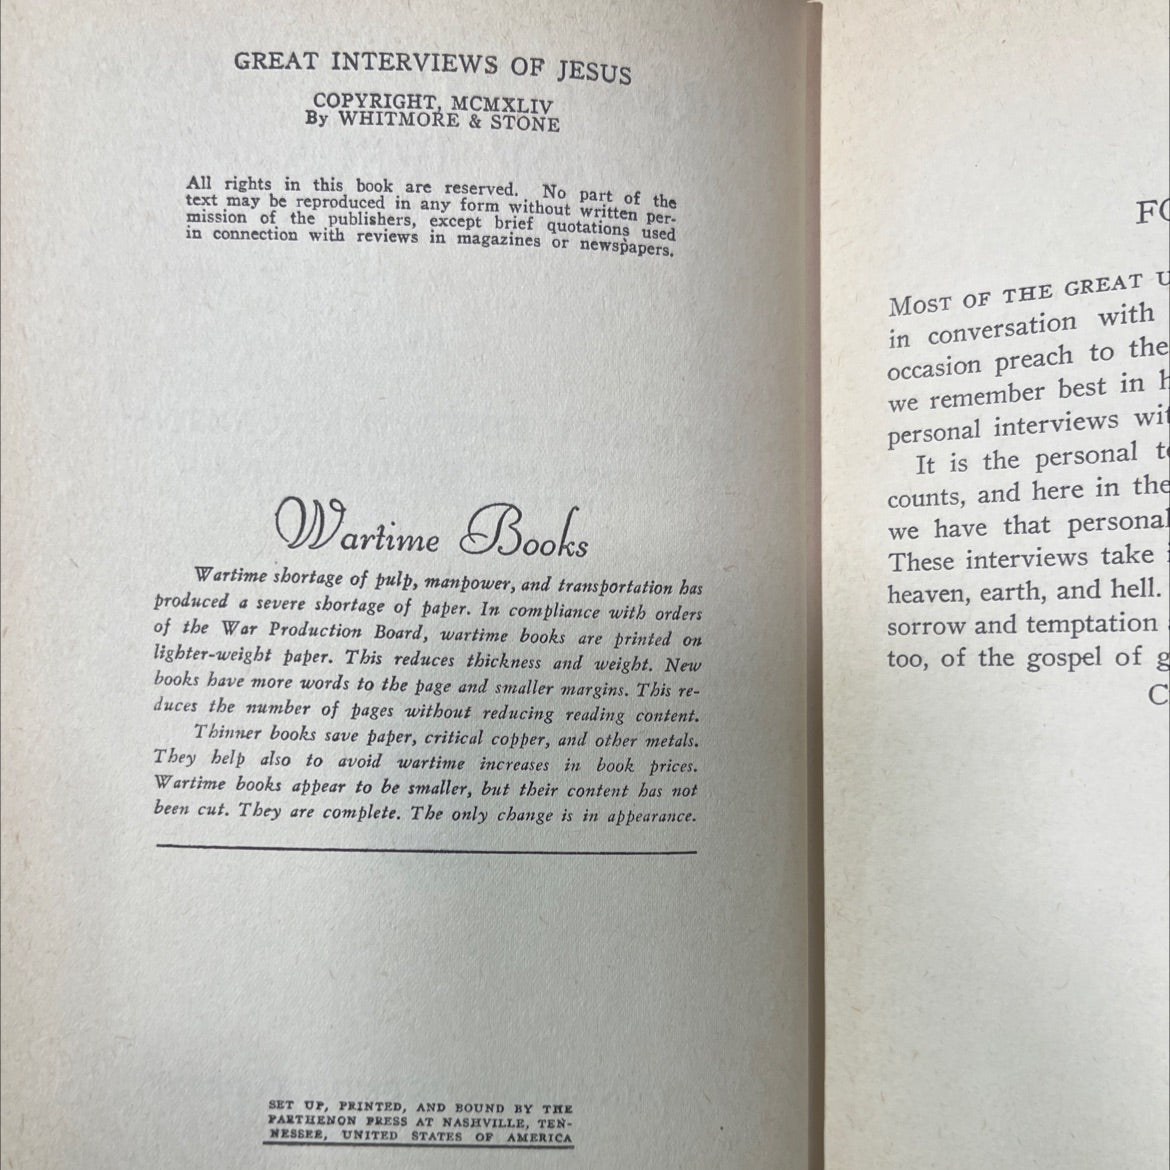 GREAT INTERVIEWS OF JESUS
COPYRIGHT, MCMXLIV
By WHITMORE & STONE
All rights in this book are reserved. No part of the
text may be reproduced in any form without written per-
mission of the publishers, except brief quotations used
in connection with reviews in magazines or newspapers.
Wartime Books
Wartime shortage of pulp, manpower, and transportation has
produced a severe shortage of paper. In compliance with orders
of the War Production Board, wartime books are printed on
lighter-weight paper. This reduces thickness and weight. New
books have more words to the page and smaller margins. This re-
duces the number of pages without reducing reading content.
Thinner books save paper, critical copper, and other metals.
They help also to avoid wartime increases in book prices.
Wartime books appear to be smaller, but their content has not
been cut. They are complete. The only change is in appearance.
SET UP, PRINTED, AND BOUND BY THE
PARTHENON PRESS AT NASHVILLE, TEN-
NESSEE, UNITED STATES OF AMERICA
FO
MOST OF THE GREAT U
in conversation with
occasion preach to the
we remember best in h
personal interviews wit
It is the personal to
counts, and here in the
we have that personal
These interviews take i
heaven, earth, and hell.
sorrow and temptation
too, of the gospel of g
C